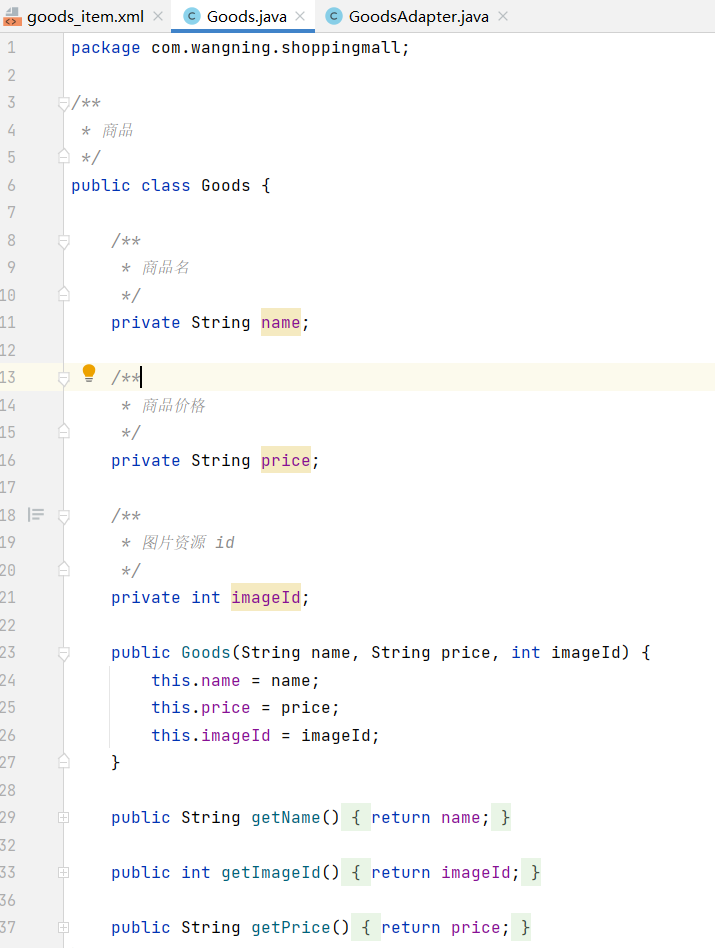 goods_item.xml Goods.java GoodsAdapter.java
1 package com.wangning.shoppingmall;
2
3 /**
4 * 商品
5 */
6 public class Goods {
7
8 /**
9 * 商品名
10 */
11 private String name;
12
13 /**
14 * 商品价格
15 */
16 private String price;
17
18 /**
19 * 图片资源 id
20 */
21 private int imageId;
22
23 public Goods(String name, String price, int imageId) {
24 this.name = name;
25 this.price = price;
26 this.imageId = imageId;
27 }
28
29 public String getName() { return name; }
32
33 public int getImageId() { return imageId; }
36
37 public String getPrice() { return price; }